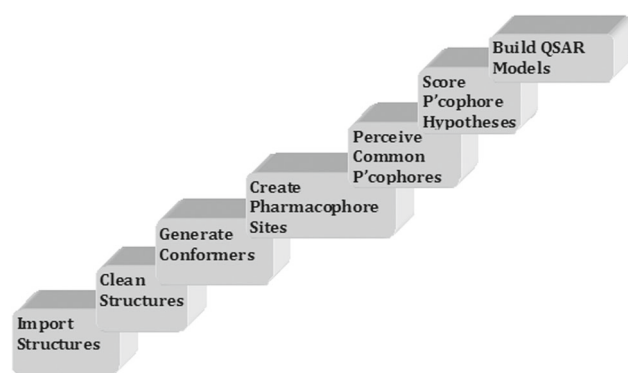 Import
Structures
Clean
Structures
Generate
Conformers
Create
Pharmacophore
Sites
Perceive
Common
P'cophores
Score
P'cophore
Hypotheses
Build QSAR
Models